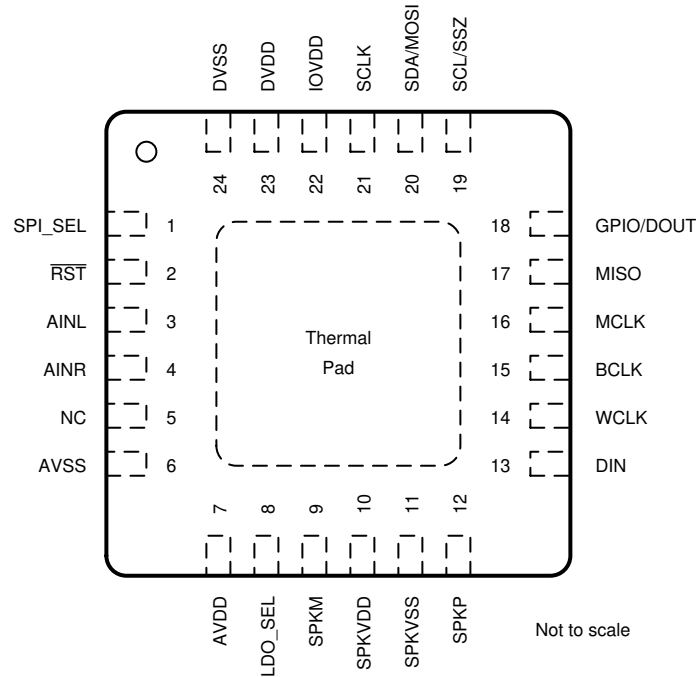 DVSS
DVDD
IOVDD
SCLK
SDA/MOSI
SCL/SSZ
24
23
22
21
20
19
SPI_SEL 1
RST 2
AINL 3
AINR 4
NC 5
AVSS 6
Thermal
Pad
18 GPIO/DOUT
17 MISO
16 MCLK
15 BCLK
14 WCLK
13 DIN
7
8
9
10
11
12
AVDD
LDO_SEL
SPKM
SPKVDD
SPKVSS
SPKP
Not to scale